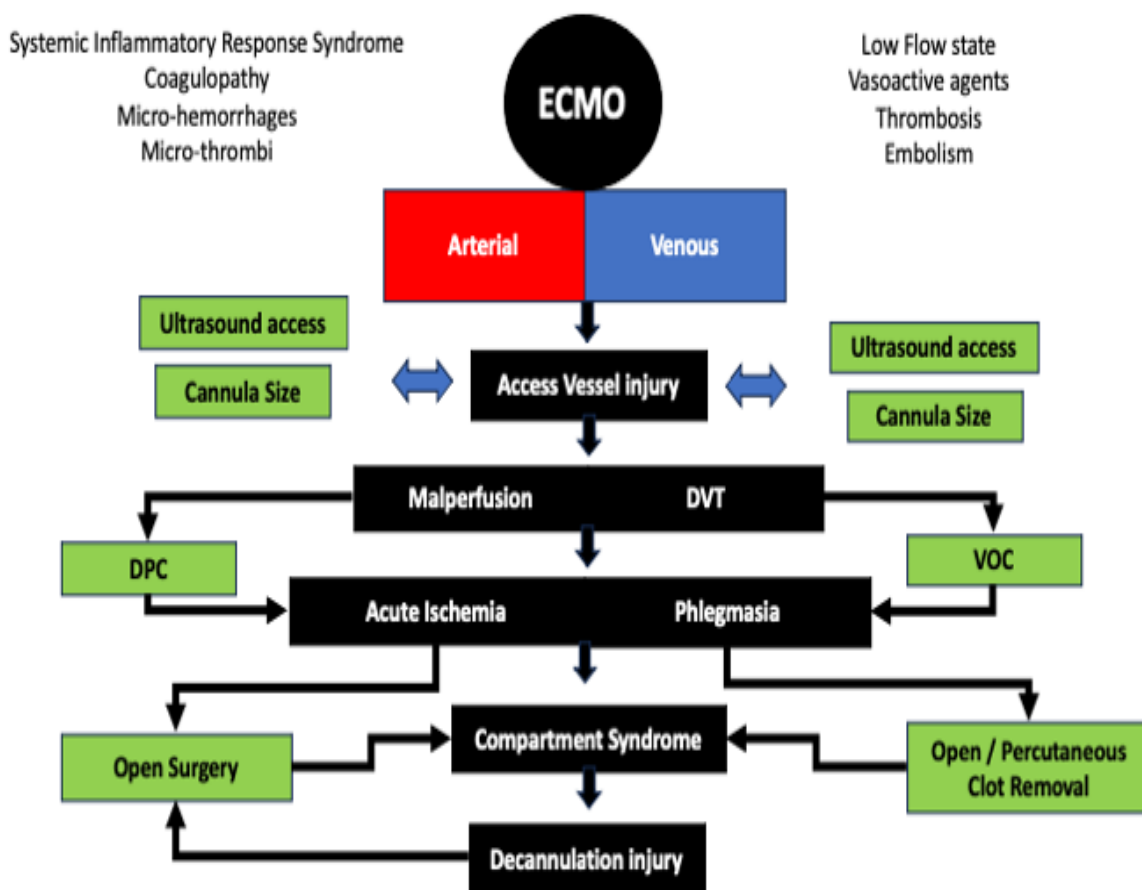 Systemic Inflammatory Response Syndrome
Coagulopathy
Micro-hemorrhages
Micro-thrombi
ECMO
Low Flow state
Vasoactive agents
Thrombosis
Embolism
Arterial
Venous
Ultrasound access
Cannula Size
Access Vessel injury
Ultrasound access
Cannula Size
Malperfusion
DVT
DPC
VOC
Acute Ischemia
Phlegmasia
Open Surgery
Compartment Syndrome
Open / Percutaneous
Clot Removal
Decannulation injury